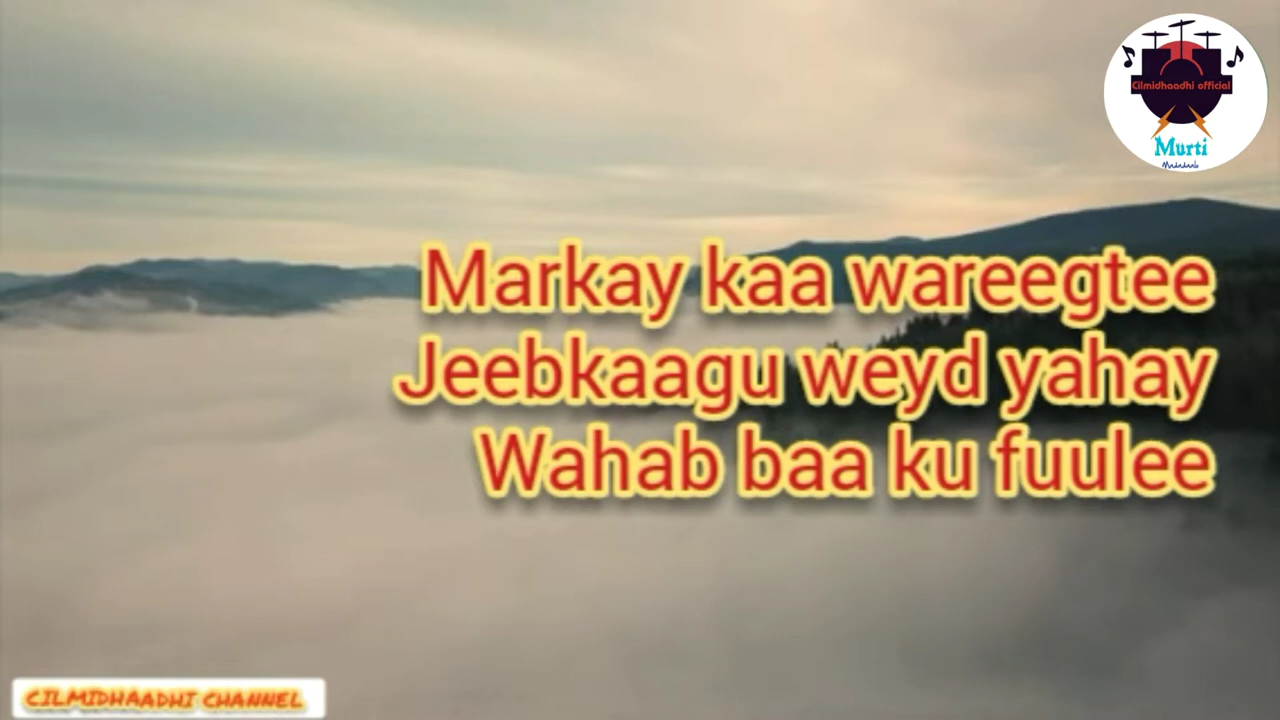 Cilmidhaadhi official
Murti
Markay kaa wareegtee
Jeebkaagu weyd yahay
Wahab baa ku fuulee
CILMIDHAADHI CHANNEL